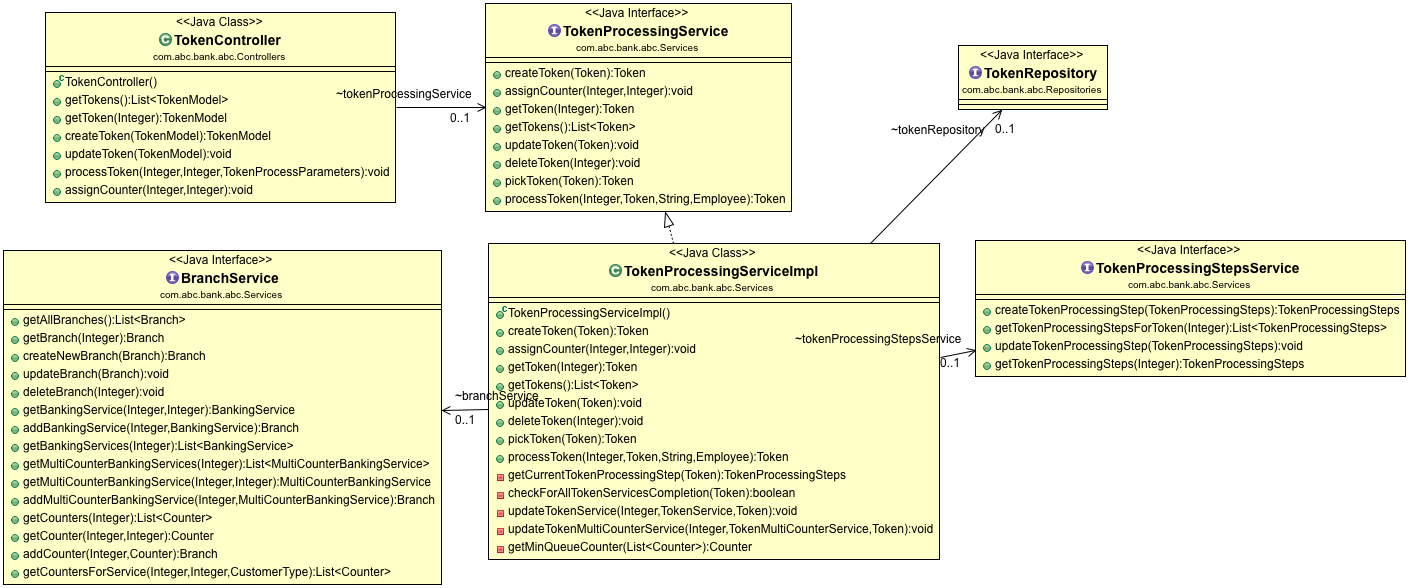 <<Java Class>>
TokenController
com.abc.bank.abc.Controllers
TokenController()
getTokens():List<TokenModel>
getToken(Integer):TokenModel
createToken(TokenModel):TokenModel
updateToken(TokenModel):void
processToken(Integer,Integer,TokenProcessParameters):void
assignCounter(Integer,Integer):void
~tokenProcessingService
0..1
<<Java Interface>>
TokenProcessingService
com.abc.bank.abc.Services
createToken(Token):Token
assignCounter(Integer,Integer):void
getToken(Integer):Token
getTokens():List<Token>
updateToken(Token):void
deleteToken(Integer):void
pickToken(Token):Token
processToken(Integer,Token,String,Employee):Token
<<Java Interface>>
TokenRepository
com.abc.bank.abc.Repositories
~tokenRepository
0..1
<<Java Interface>>
BranchService
com.abc.bank.abc.Services
getAllBranches():List<Branch>
getBranch(Integer):Branch
createNewBranch(Branch):Branch
updateBranch(Branch):void
deleteBranch(Integer):void
getBankingService(Integer,Integer):BankingService
addBankingService(Integer,BankingService):Branch
getBankingServices(Integer):List<BankingService>
getMultiCounterBankingServices(Integer):List<MultiCounterBankingService>
getMultiCounterBankingService(Integer,Integer):MultiCounterBankingService
addMultiCounterBankingService(Integer,MultiCounterBankingService):Branch
getCounters(Integer):List<Counter>
getCounter(Integer,Integer):Counter
addCounter(Integer,Counter):Branch
getCountersForService(Integer,Integer,CustomerType):List<Counter>
~branchService
0..1
<<Java Class>>
TokenProcessingServiceImpl
com.abc.bank.abc.Services
TokenProcessingServiceImpl()
createToken(Token):Token
assignCounter(Integer,Integer):void
getToken(Integer):Token
getTokens():List<Token>
updateToken(Token):void
deleteToken(Integer):void
pickToken(Token):Token
processToken(Integer,Token,String,Employee):Token
getCurrentTokenProcessingStep(Token):TokenProcessingSteps
checkForAllTokenServicesCompletion(Token):boolean
updateTokenService(Integer,TokenService,Token):void
updateTokenMultiCounterService(Integer,TokenMultiCounterService,Token):void
getMinQueueCounter(List<Counter>):Counter
~tokenProcessingStepsService
0..1
<<Java Interface>>
TokenProcessingStepsService
com.abc.bank.abc.Services
createTokenProcessingStep(TokenProcessingSteps):TokenProcessingSteps
getTokenProcessingStepsForToken(Integer):List<TokenProcessingSteps>
updateTokenProcessingStep(TokenProcessingSteps):void
getTokenProcessingSteps(Integer):TokenProcessingSteps